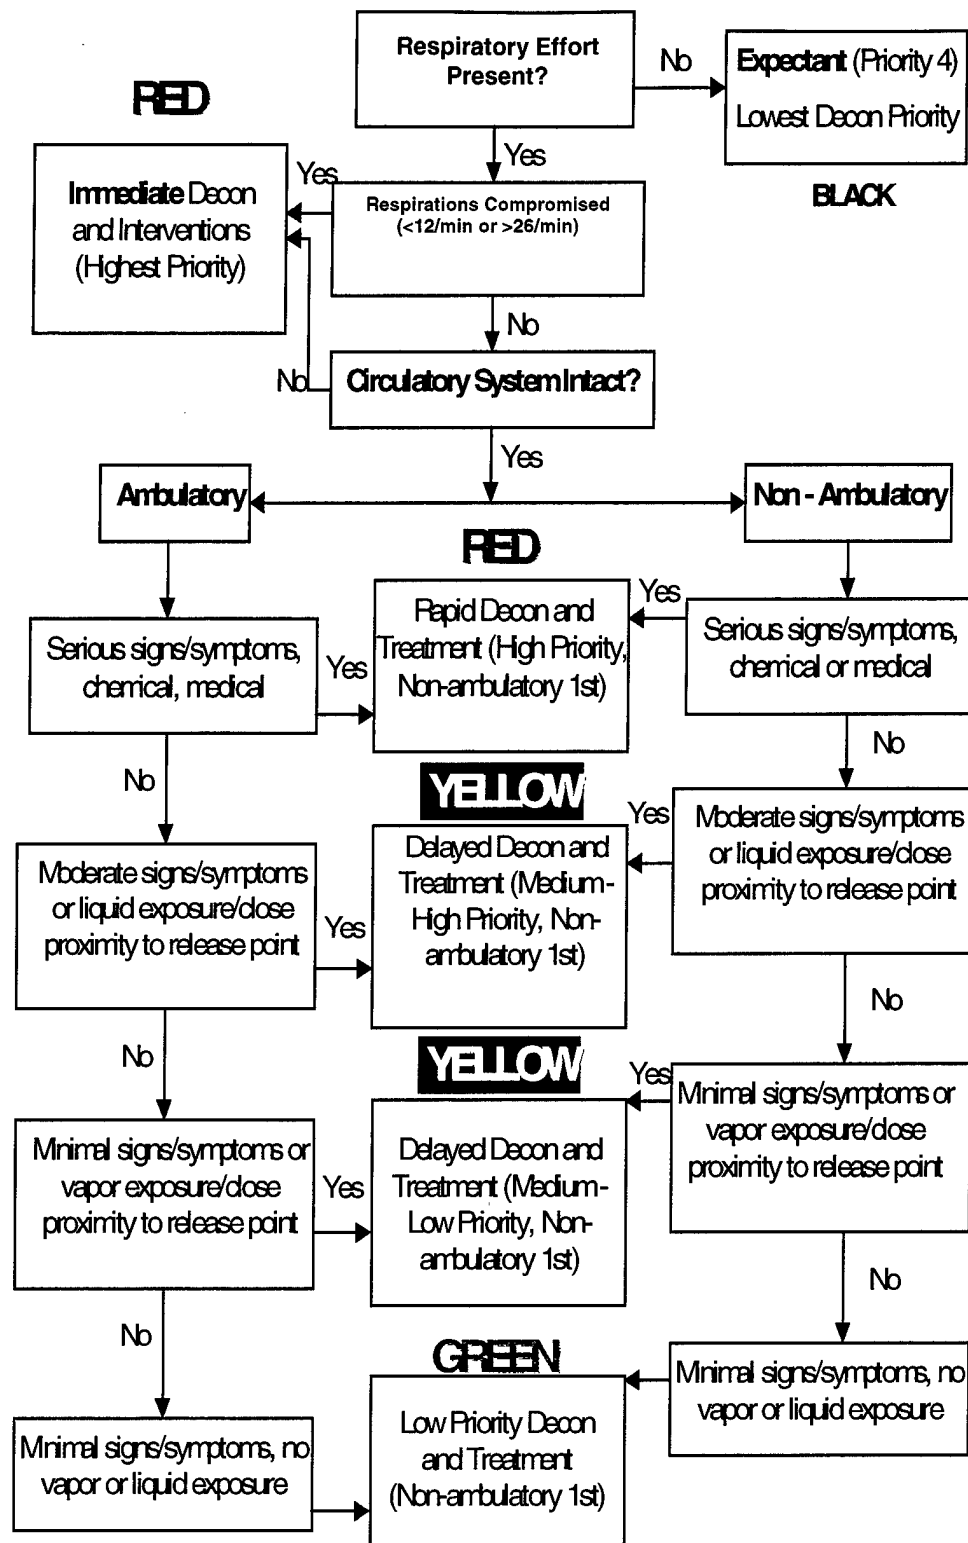 Respiratory Effort
Present?
No
Expectant (Priority 4)
Lowest Decon Priority
BLACK
RED
Yes
Yes
Immediate Decon
and Interventions
(Highest Priority)
Respirations Compromised
(<12/min or >26/min)
No
No
Circulatory System Intact?
Yes
Ambulatory
Non - Ambulatory
RED
Serious signs/symptoms,
chemical, medical
Yes
Rapid Decon and
Treatment (High Priority,
Non-ambulatory 1st)
Yes
Serious signs/symptoms,
chemical or medical
No
No
YELLOW
Moderate signs/symptoms
or liquid exposure/close
proximity to release point
Yes
Delayed Decon and
Treatment (Medium-
High Priority, Non-
ambulatory 1st)
Yes
Moderate signs/symptoms
or liquid exposure/close
proximity to release point
No
No
YELLOW
Minimal signs/symptoms or
vapor exposure/close
proximity to release point
Yes
Delayed Decon and
Treatment (Medium-
Low Priority, Non-
ambulatory 1st)
Yes
Minimal signs/symptoms or
vapor exposure/close
proximity to release point
No
No
GREEN
Minimal signs/symptoms, no
vapor or liquid exposure
Low Priority Decon
and Treatment
(Non-ambulatory 1st)
Minimal signs/symptoms, no
vapor or liquid exposure